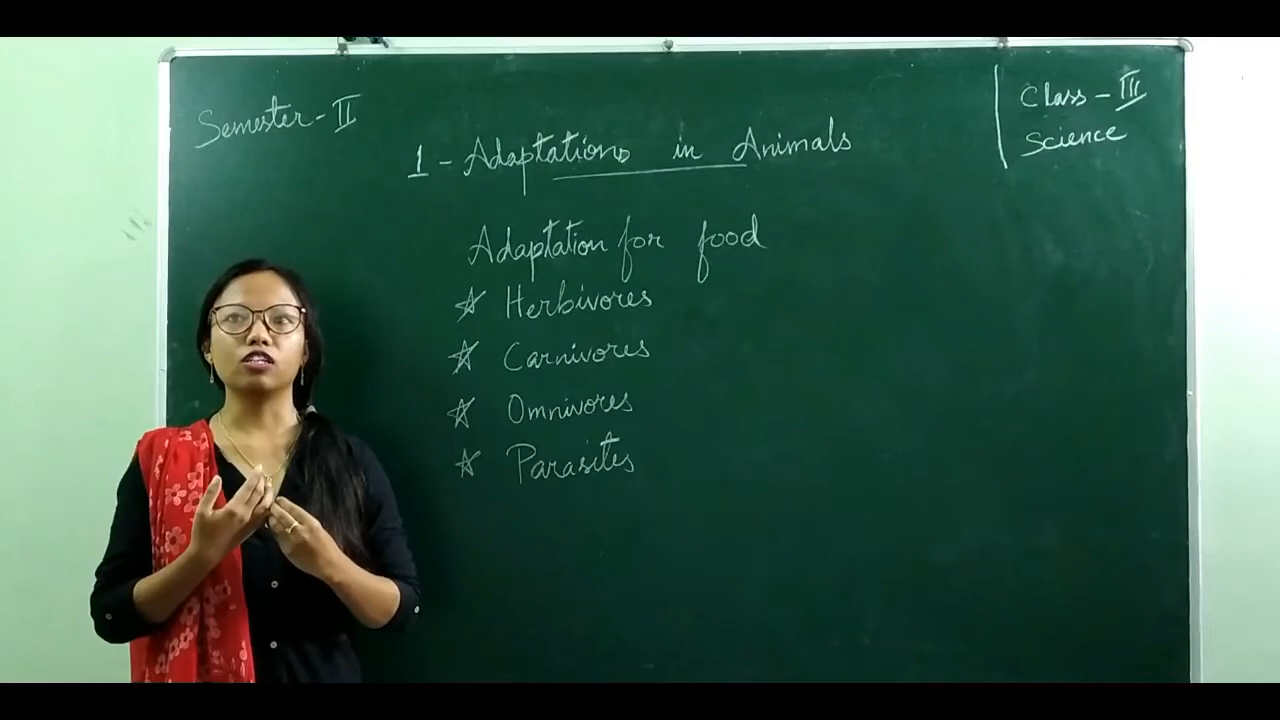 Semester - II
Class - III
Science
1 - Adaptations in Animals
Adaptation for food
☆ Herbivores
☆ Carnivores
☆ Omnivores
☆ Parasites